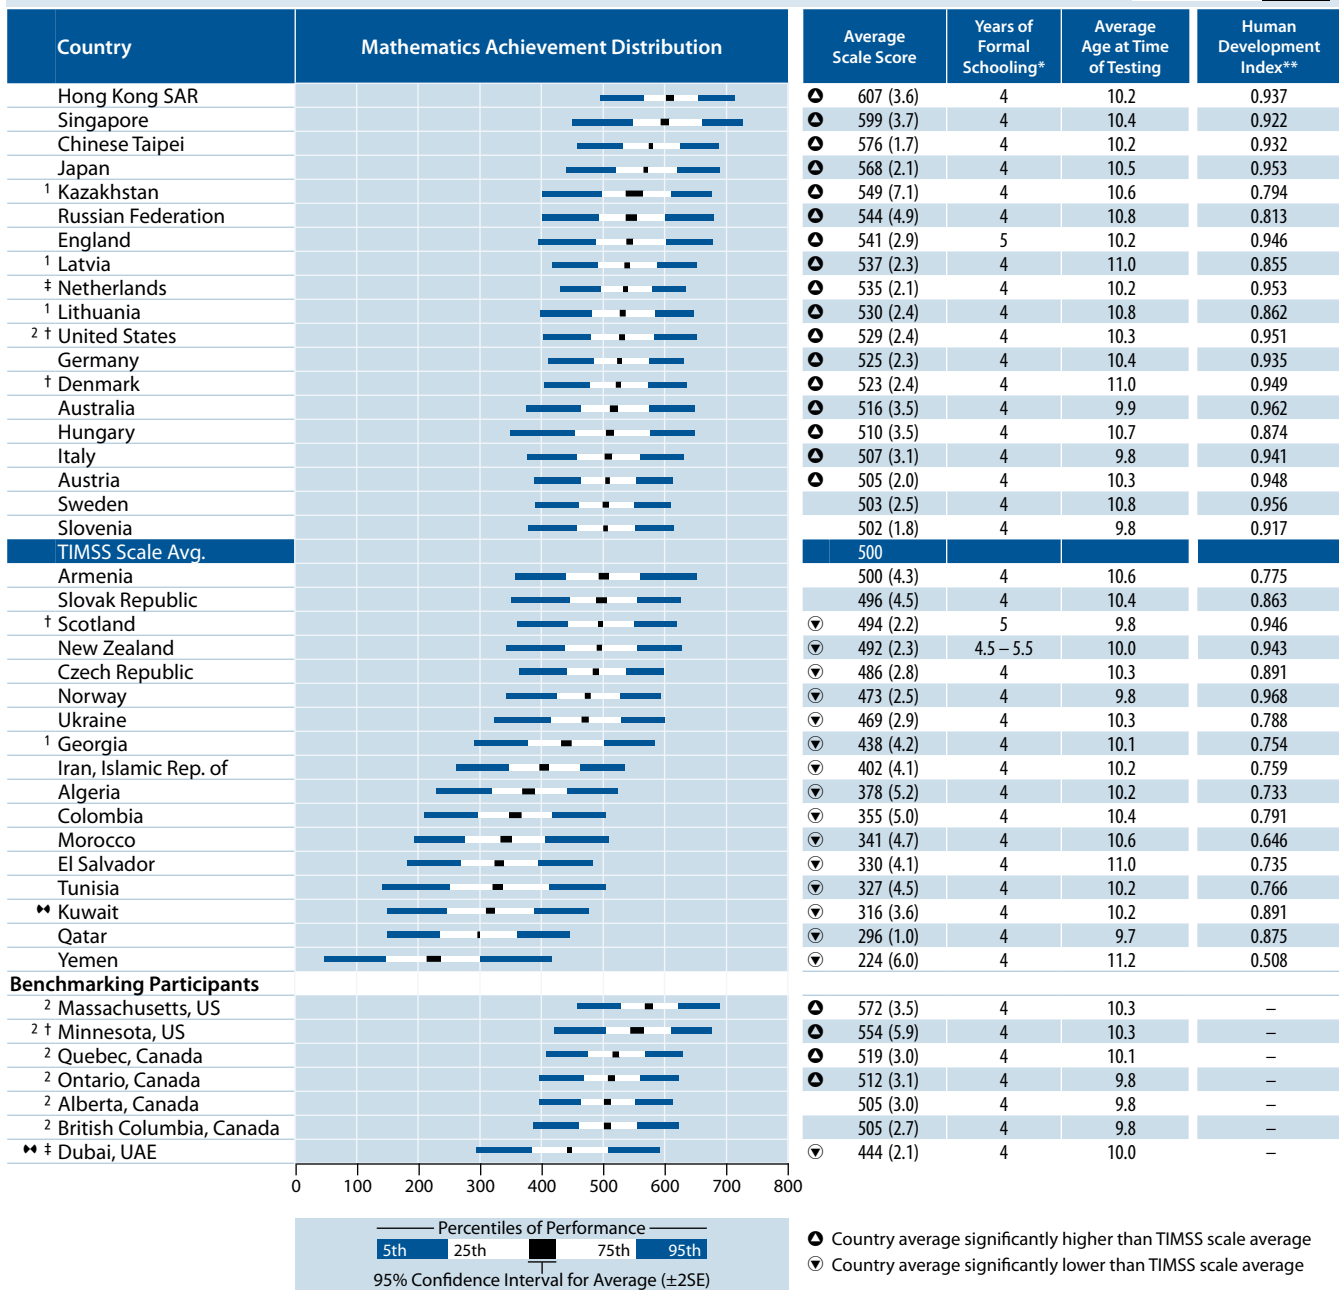 Country Mathematics Achievement Distribution Average Scale Score Years of Formal Schooling* Average Age at Time of Testing Human Development Index**
Hong Kong SAR 607 (3.6) 4 10.2 0.937
Singapore 599 (3.7) 4 10.4 0.922
Chinese Taipei 576 (1.7) 4 10.2 0.932
Japan 568 (2.1) 4 10.5 0.953
1 Kazakhstan 549 (7.1) 4 10.6 0.794
Russian Federation 544 (4.9) 4 10.8 0.813
England 541 (2.9) 5 10.2 0.946
1 Latvia 537 (2.3) 4 11.0 0.855
‡ Netherlands 535 (2.1) 4 10.2 0.953
1 Lithuania 530 (2.4) 4 10.8 0.862
2 † United States 529 (2.4) 4 10.3 0.951
Germany 525 (2.3) 4 10.4 0.935
† Denmark 523 (2.4) 4 11.0 0.949
Australia 516 (3.5) 4 9.9 0.962
Hungary 510 (3.5) 4 10.7 0.874
Italy 507 (3.1) 4 9.8 0.941
Austria 505 (2.0) 4 10.3 0.948
Sweden 503 (2.5) 4 10.8 0.956
Slovenia 502 (1.8) 4 9.8 0.917
TIMSS Scale Avg. 500
Armenia 500 (4.3) 4 10.6 0.775
Slovak Republic 496 (4.5) 4 10.4 0.863
† Scotland 494 (2.2) 5 9.8 0.946
New Zealand 492 (2.3) 4.5 – 5.5 10.0 0.943
Czech Republic 486 (2.8) 4 10.3 0.891
Norway 473 (2.5) 4 9.8 0.968
Ukraine 469 (2.9) 4 10.3 0.788
1 Georgia 438 (4.2) 4 10.1 0.754
Iran, Islamic Rep. of 402 (4.1) 4 10.2 0.759
Algeria 378 (5.2) 4 10.2 0.733
Colombia 355 (5.0) 4 10.4 0.791
Morocco 341 (4.7) 4 10.6 0.646
El Salvador 330 (4.1) 4 11.0 0.735
Tunisia 327 (4.5) 4 10.2 0.766
Kuwait 316 (3.6) 4 10.2 0.891
Qatar 296 (1.0) 4 9.7 0.875
Yemen 224 (6.0) 4 11.2 0.508
Benchmarking Participants
2 Massachusetts, US 572 (3.5) 4 10.3 –
2 † Minnesota, US 554 (5.9) 4 10.3 –
2 Quebec, Canada 519 (3.0) 4 10.1 –
2 Ontario, Canada 512 (3.1) 4 9.8 –
2 Alberta, Canada 505 (3.0) 4 9.8 –
2 British Columbia, Canada 505 (2.7) 4 9.8 –
‡ Dubai, UAE 444 (2.1) 4 10.0 –
0 100 200 300 400 500 600 700 800
Percentiles of Performance
5th 25th 75th 95th
95% Confidence Interval for Average (±2SE)
Country average significantly higher than TIMSS scale average
Country average significantly lower than TIMSS scale average